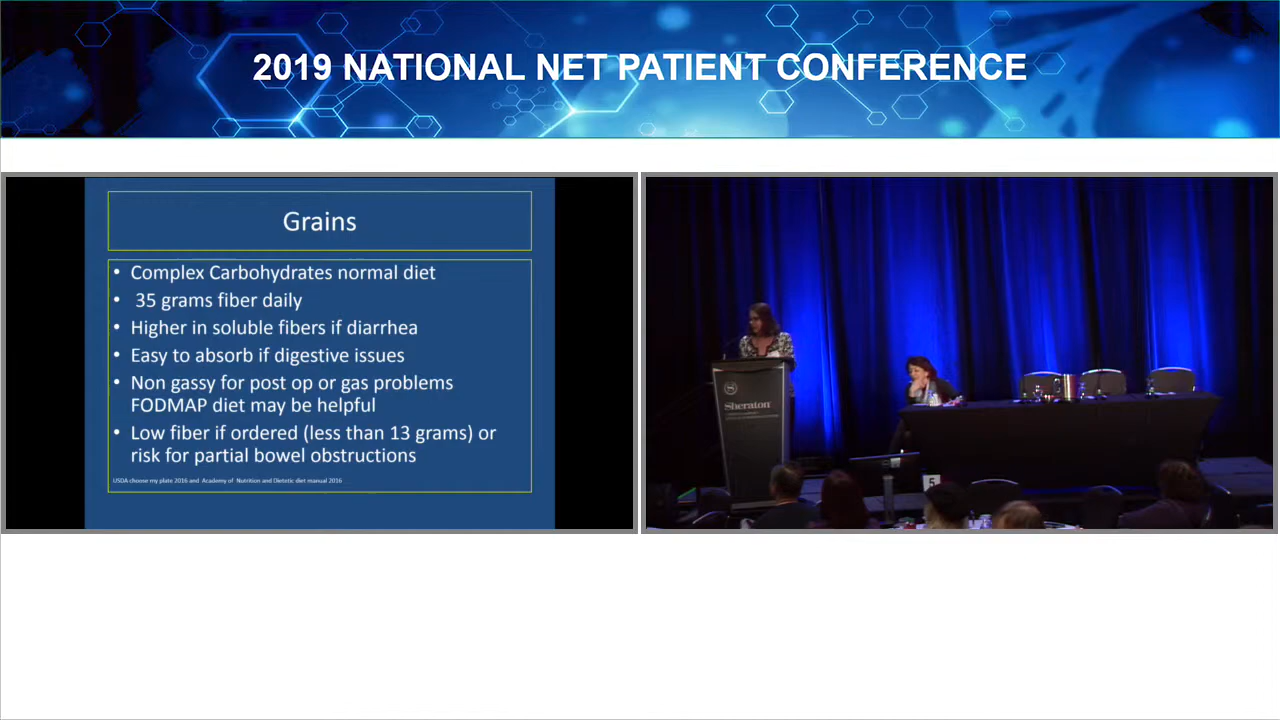 2019 NATIONAL NET PATIENT CONFERENCE
Grains
• Complex Carbohydrates normal diet
• 35 grams fiber daily
• Higher in soluble fibers if diarrhea
• Easy to absorb if digestive issues
• Non gassy for post op or gas problems
FODMAP diet may be helpful
• Low fiber if ordered (less than 13 grams) or
risk for partial bowel obstructions
USDA choose my plate 2016 and Academy of Nutrition and Dietetic diet manual 2016
Sheraton
5